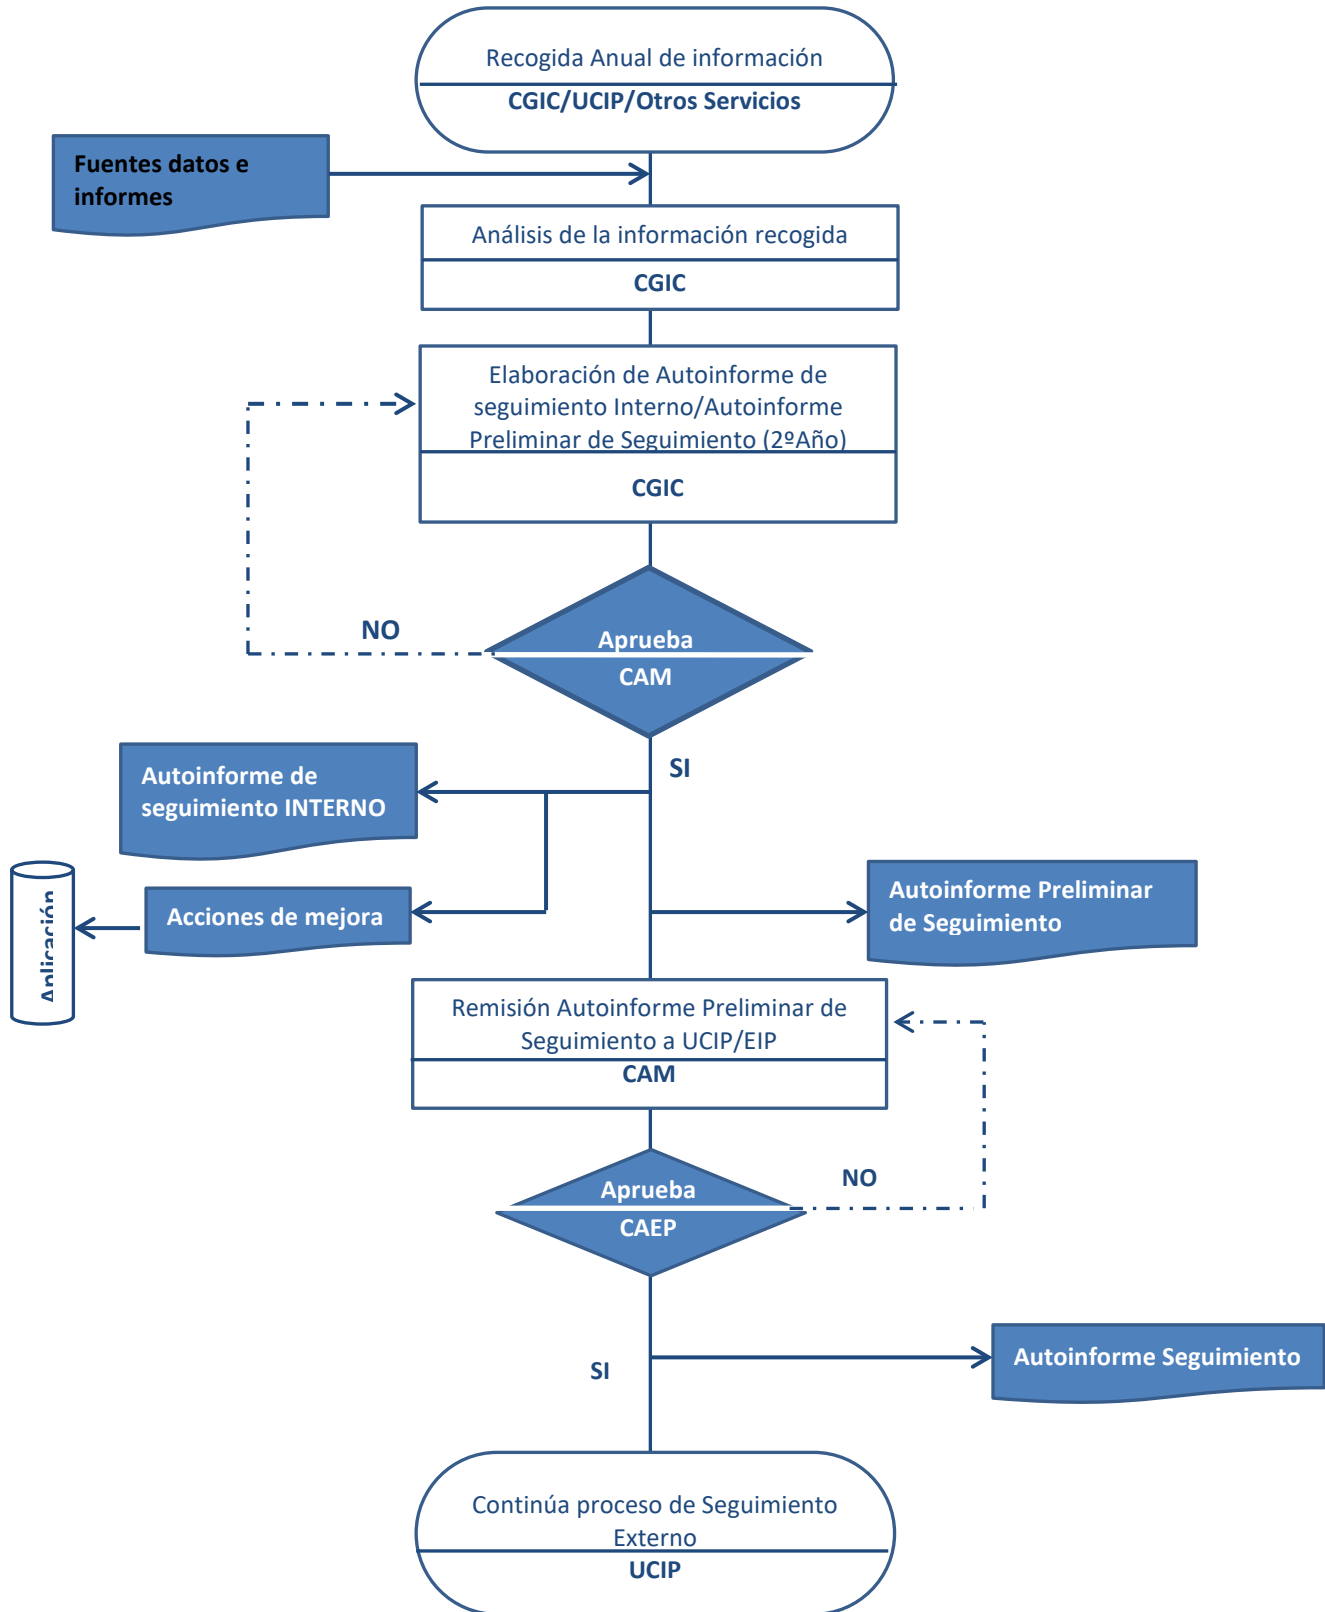 Recogida Anual de información
CGIC/UCIP/Otros Servicios
Fuentes datos e
informes
Análisis de la información recogida
CGIC
Elaboración de Autoinforme de
seguimiento Interno/Autoinforme
Preliminar de Seguimiento (2ºAño)
CGIC
NO
Aprueba
CAM
SI
Autoinforme de
seguimiento INTERNO
Autoinforme Preliminar
de Seguimiento
Aplicación
Acciones de mejora
Remisión Autoinforme Preliminar de
Seguimiento a UCIP/EIP
CAM
Aprueba
CAEP
NO
SI
Autoinforme Seguimiento
Continúa proceso de Seguimiento
Externo
UCIP